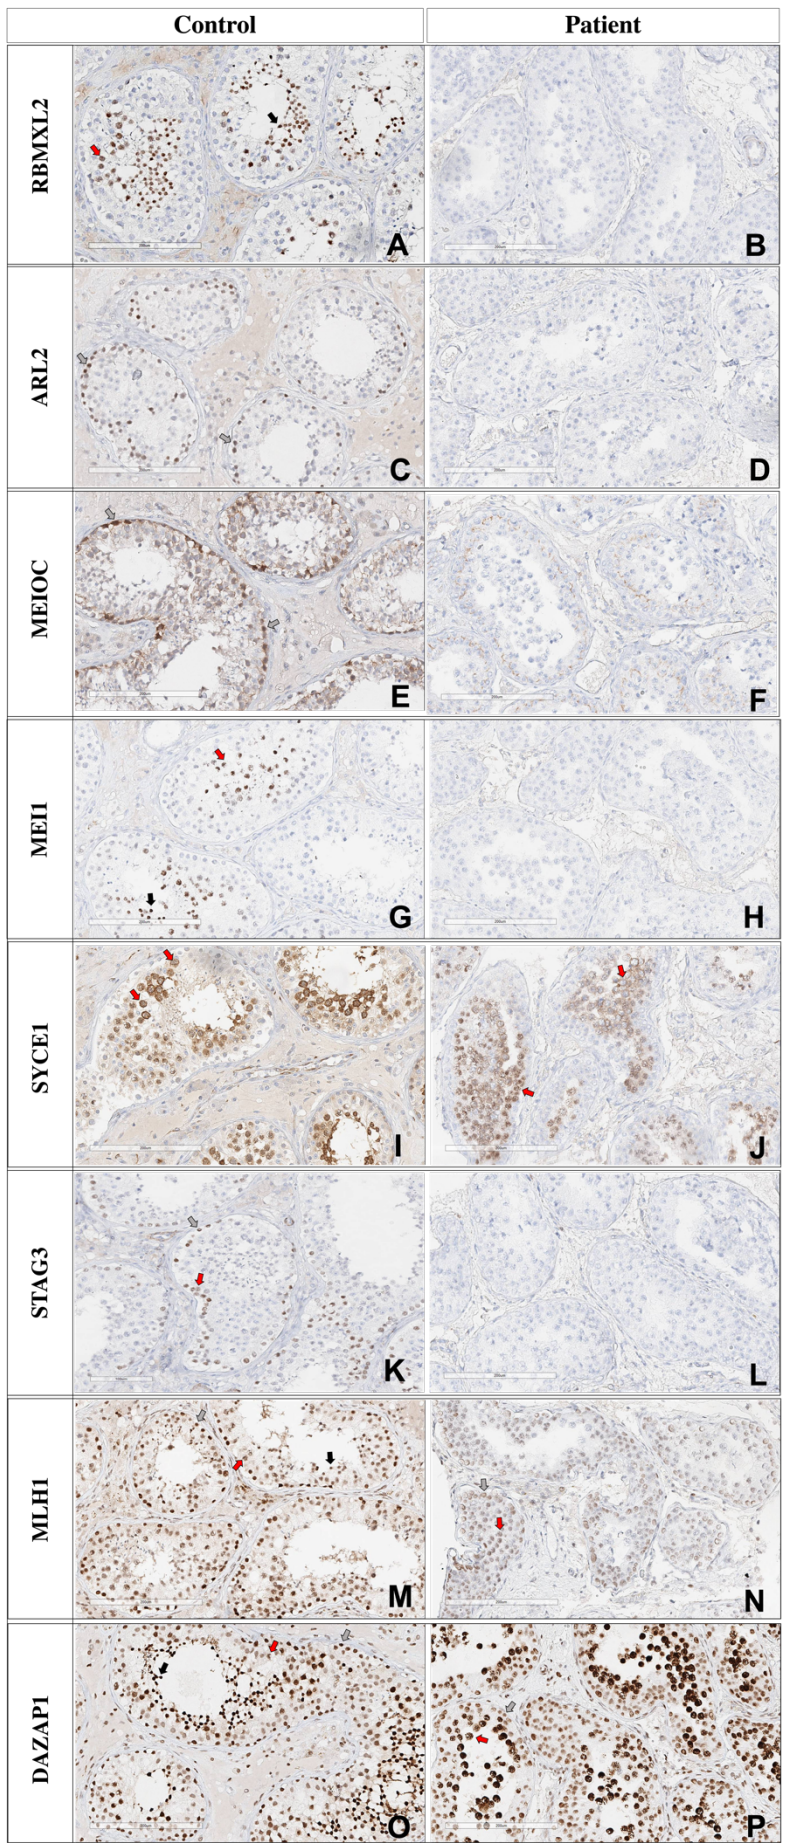 Control Patient
RBMXL2
A B
ARL2
C D
MEIOC
E F
MEI1
G H
SYCE1
I J
STAG3
K L
MLH1
M N
DAZAP1
O P